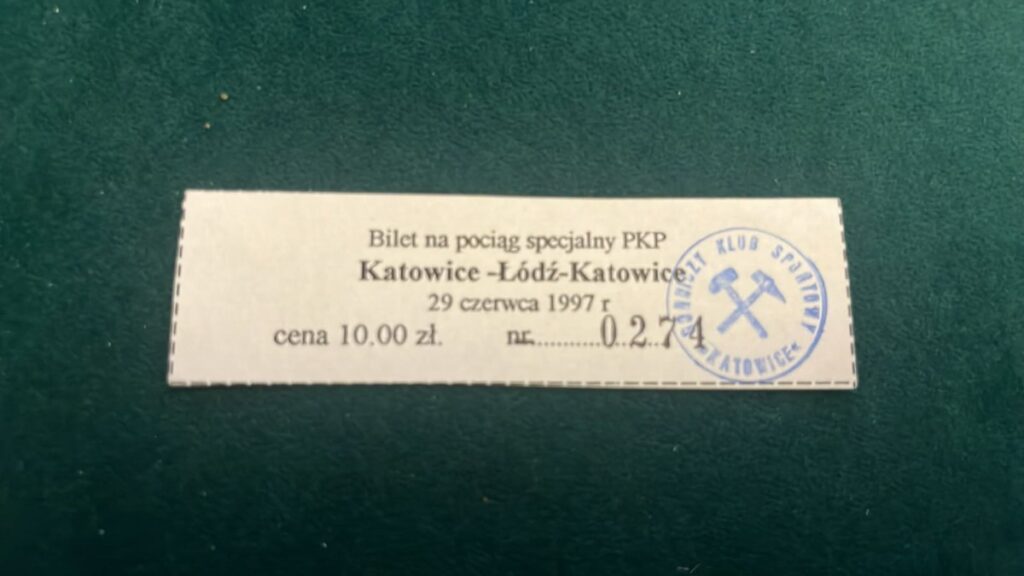 Bilet na pociąg specjalny PKP
Katowice -Łódź-Katowice
29 czerwca 1997 r
cena 10.00 zł. nr...................0274
GÓRNICZY KLUB SPORTOWY
*KATOWICE*